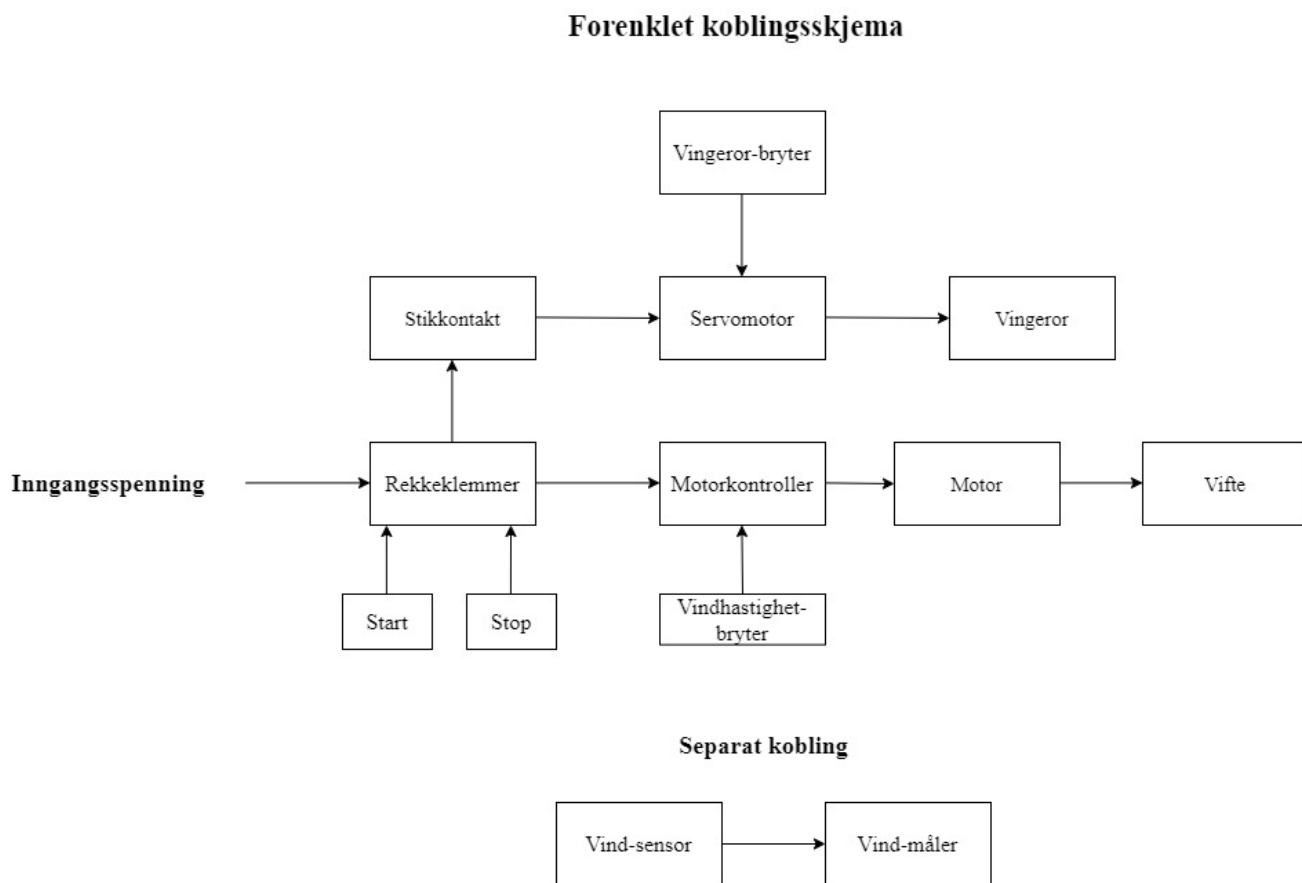 Forenklet koblingsskjema
Vingeror-bryter
Stikkontakt
Servomotor
Vingeror
Inngangsspenning
Rekkeklemmer
Motorkontroller
Motor
Vifte
Start
Stop
Vindhastighet-
bryter
Separat kobling
Vind-sensor
Vind-måler